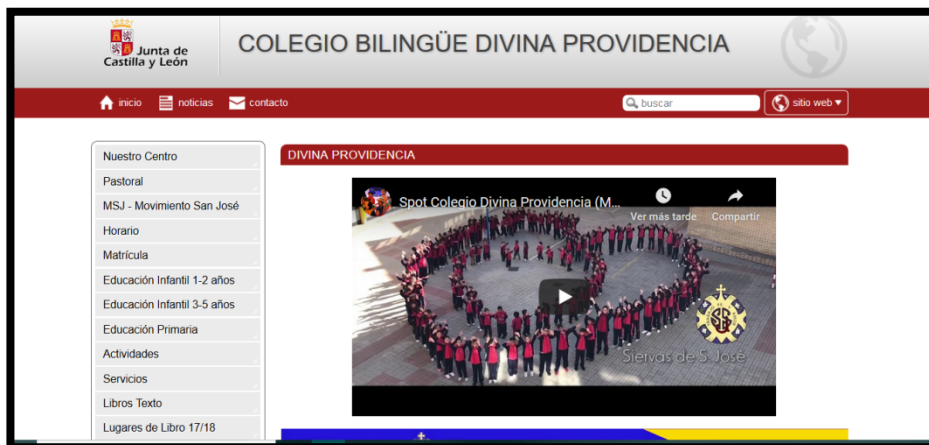 Junta de
Castilla y León
COLEGIO BILINGÜE DIVINA PROVIDENCIA
inicio noticias contacto buscar sitio web
Nuestro Centro
Pastoral
MSJ - Movimiento San José
Horario
Matrícula
Educación Infantil 1-2 años
Educación Infantil 3-5 años
Educación Primaria
Actividades
Servicios
Libros Texto
Lugares de Libro 17/18
DIVINA PROVIDENCIA
Spot Colegio Divina Providencia (M...
Ver más tarde Compartir
Siervas de S. José